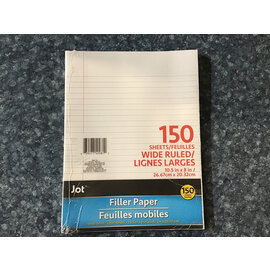 150
SHEETS/FEUILLES
WIDE RULED/
LIGNES LARGES
10.5 in x 8 in /
26.67cm x 20.32cm
Jot
Filler Paper
150
Feuilles mobiles